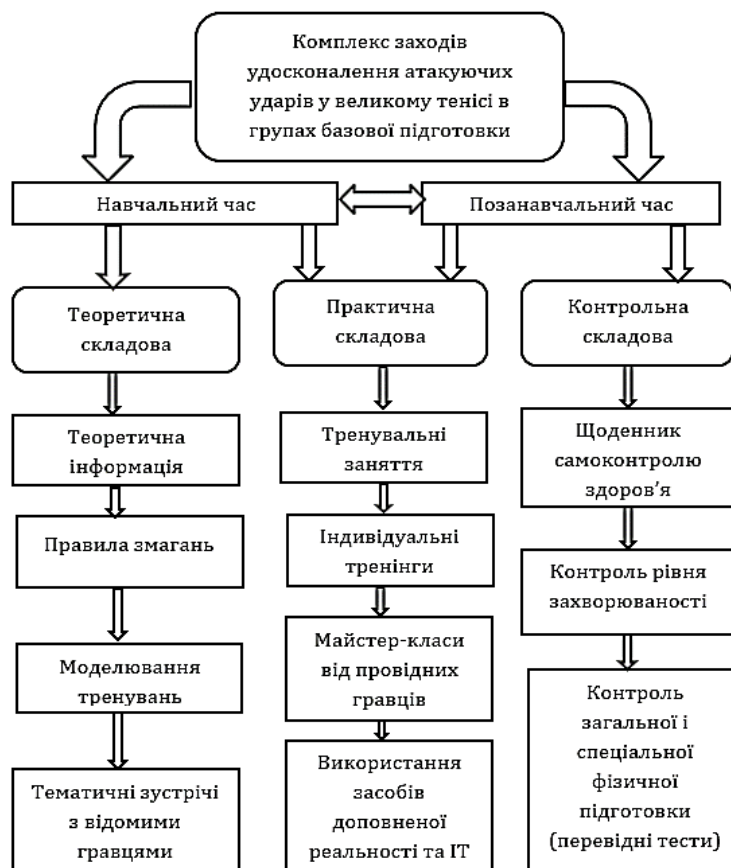 Комплекс заходів
удосконалення атакуючих
ударів у великому тенісі в
групах базової підготовки
Навчальний час
Позанавчальний час
Теоретична
складова
Практична
складова
Контрольна
складова
Теоретична
інформація
Тренувальні
заняття
Щоденник
самоконтролю
здоров’я
Правила змагань
Індивідуальні
тренінги
Контроль рівня
захворюваності
Моделювання
тренувань
Майстер-класи
від провідних
гравців
Контроль
загальної і
спеціальної
фізичної
підготовки
(перевідні тести)
Тематичні зустрічі
з відомими
гравцями
Використання
засобів
доповненої
реальності та ІТ